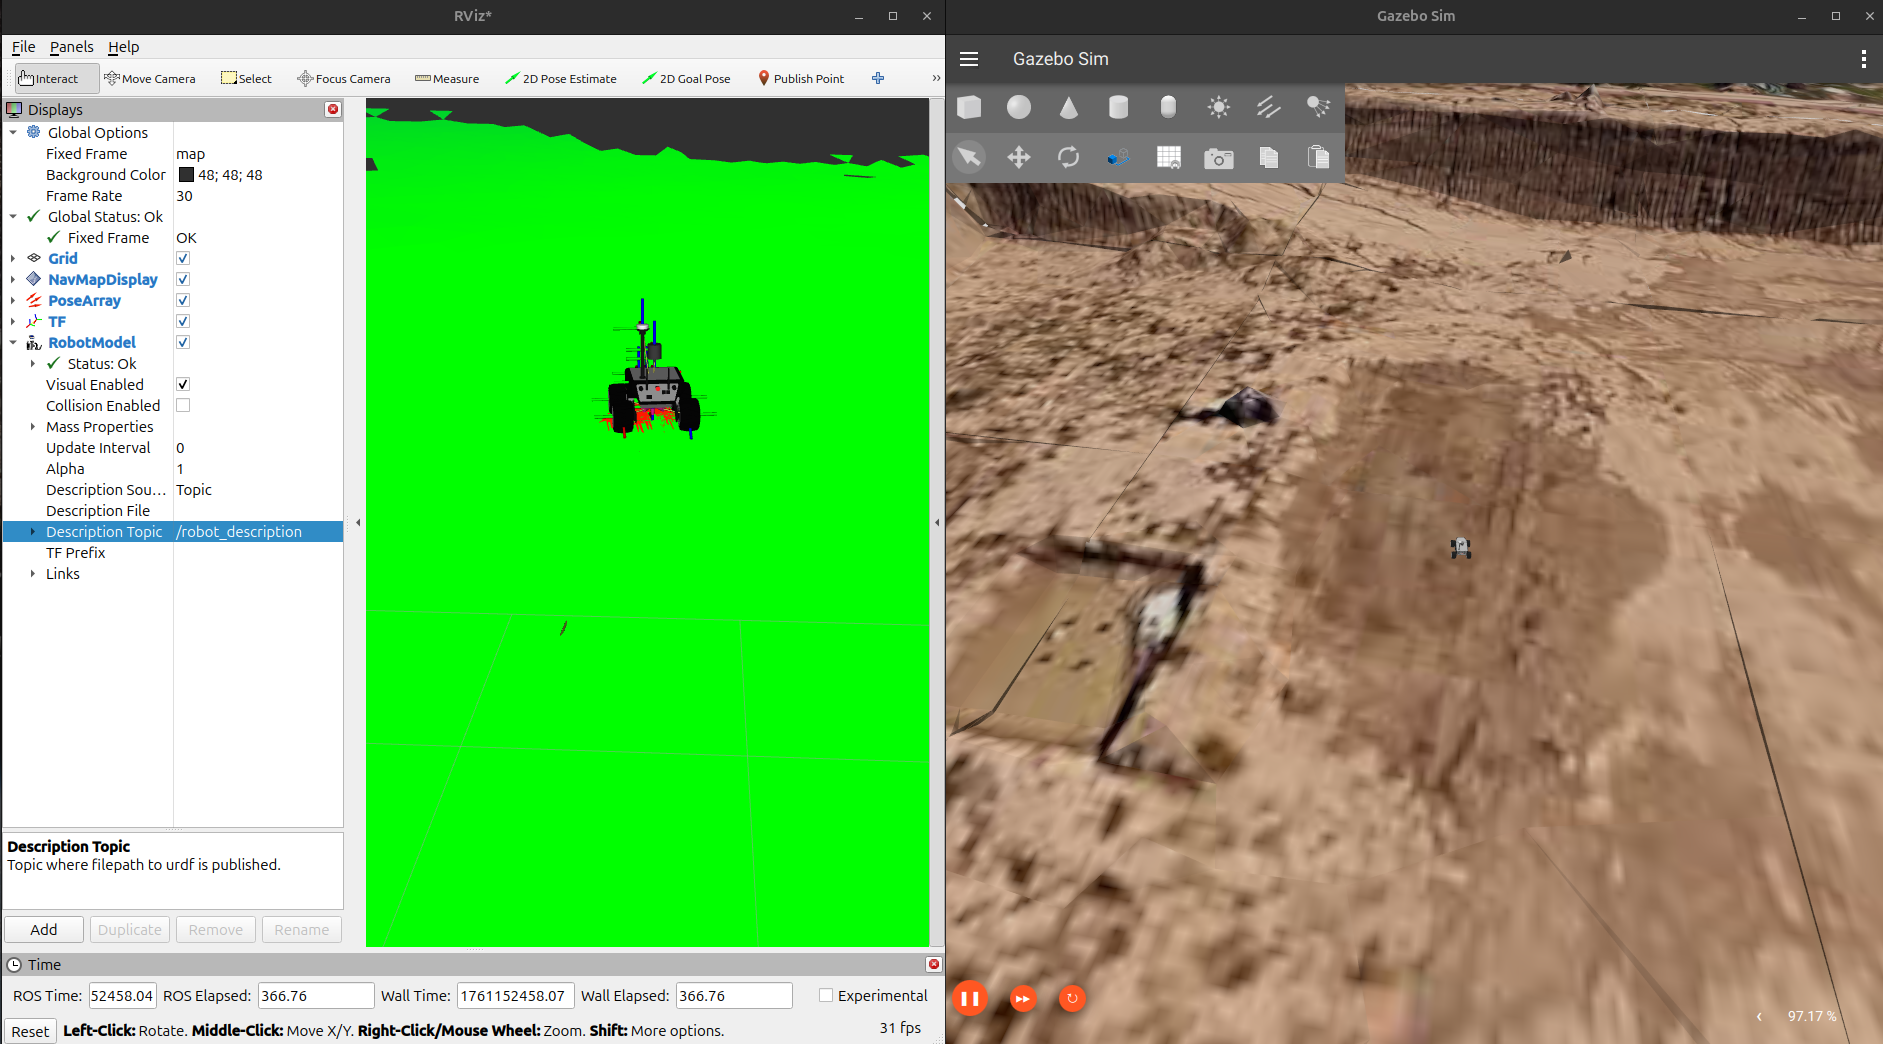 RViz*
File Panels Help
Interact Move Camera Select Focus Camera Measure 2D Pose Estimate 2D Goal Pose Publish Point »
Displays
Global Options
Fixed Frame map
Background Color 48; 48; 48
Frame Rate 30
Global Status: Ok
Fixed Frame OK
Grid
NavMapDisplay
PoseArray
TF
RobotModel
Status: Ok
Visual Enabled
Collision Enabled
Mass Properties
Update Interval 0
Alpha 1
Description Sou... Topic
Description File
Description Topic /robot_description
TF Prefix
Links
Description Topic
Topic where filepath to urdf is published.
Add Duplicate Remove Rename
Time
ROS Time: 52458.04 ROS Elapsed: 366.76 Wall Time: 1761152458.07 Wall Elapsed: 366.76 Experimental
Reset Left-Click: Rotate. Middle-Click: Move X/Y. Right-Click/Mouse Wheel: Zoom. Shift: More options. 31 fps
Gazebo Sim
Gazebo Sim
97.17 %